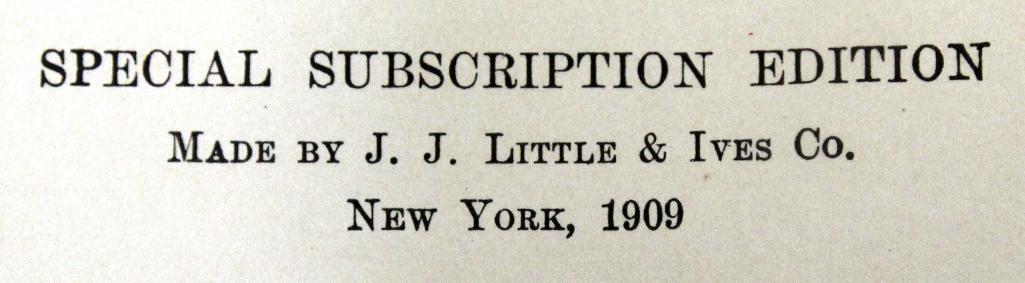 SPECIAL SUBSCRIPTION EDITION
MADE BY J. J. LITTLE & IVES CO.
NEW YORK, 1909